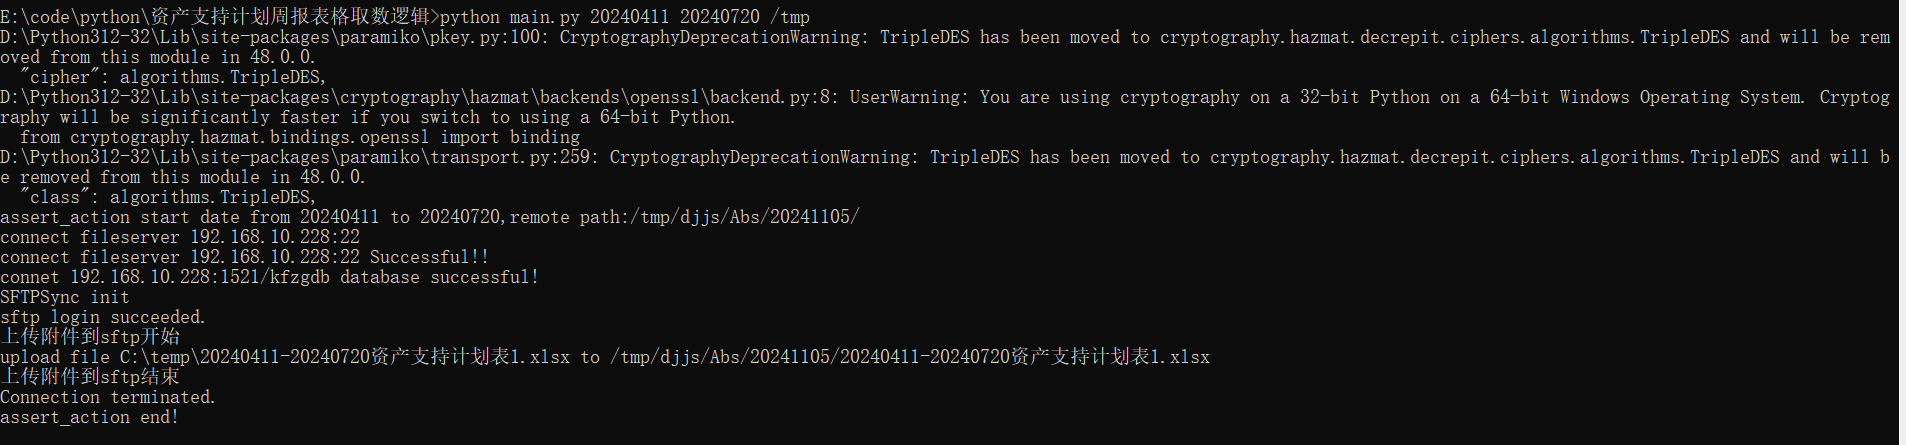 E:\code\python\资产支持计划周报表格取数逻辑>python main.py 20240411 20240720 /tmp
D:\Python312-32\Lib\site-packages\paramiko\pkey.py:100: CryptographyDeprecationWarning: TripleDES has been moved to cryptography.hazmat.decrepit.ciphers.algorithms.TripleDES and will be rem
oved from this module in 48.0.0.
  "cipher": algorithms.TripleDES,
D:\Python312-32\Lib\site-packages\cryptography\hazmat\backends\openssl\backend.py:8: UserWarning: You are using cryptography on a 32-bit Python on a 64-bit Windows Operating System. Cryptog
raphy will be significantly faster if you switch to using a 64-bit Python.
  from cryptography.hazmat.bindings.openssl import binding
D:\Python312-32\Lib\site-packages\paramiko\transport.py:259: CryptographyDeprecationWarning: TripleDES has been moved to cryptography.hazmat.decrepit.ciphers.algorithms.TripleDES and will b
e removed from this module in 48.0.0.
  "class": algorithms.TripleDES,
assert_action start date from 20240411 to 20240720,remote path:/tmp/djjs/Abs/20241105/
connect fileserver 192.168.10.228:22
connect fileserver 192.168.10.228:22 Successful!!
connet 192.168.10.228:1521/kfzgdb database successful!
SFTPSync init
sftp login succeeded.
上传附件到sftp开始
upload file C:\temp\20240411-20240720资产支持计划表1.xlsx to /tmp/djjs/Abs/20241105/20240411-20240720资产支持计划表1.xlsx
上传附件到sftp结束
Connection terminated.
assert_action end!